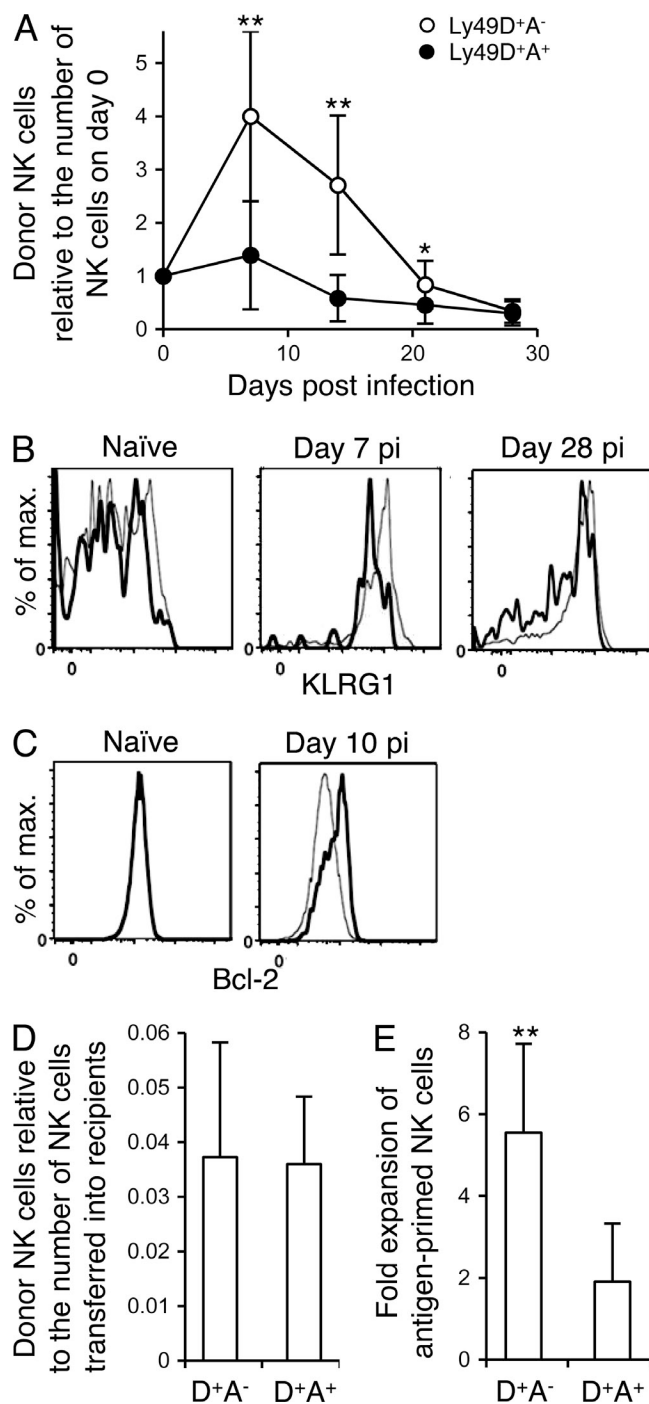 A
** ** *
○ Ly49D⁺A⁻
● Ly49D⁺A⁺
Donor NK cells
relative to the number of
NK cells on day 0
5
4
3
2
1
0
0 10 20 30
Days post infection
B
Naïve Day 7 pi Day 28 pi
% of max.
0 0 0
0 0 0
KLRG1
C
Naïve Day 10 pi
% of max.
0 0
0 0
Bcl-2
D
Donor NK cells relative
to the number of NK cells
transferred into recipients
0.06
0.05
0.04
0.03
0.02
0.01
0
D⁺A⁻ D⁺A⁺
E
Fold expansion of
antigen-primed NK cells
8
6
4
2
0
**
D⁺A⁻ D⁺A⁺